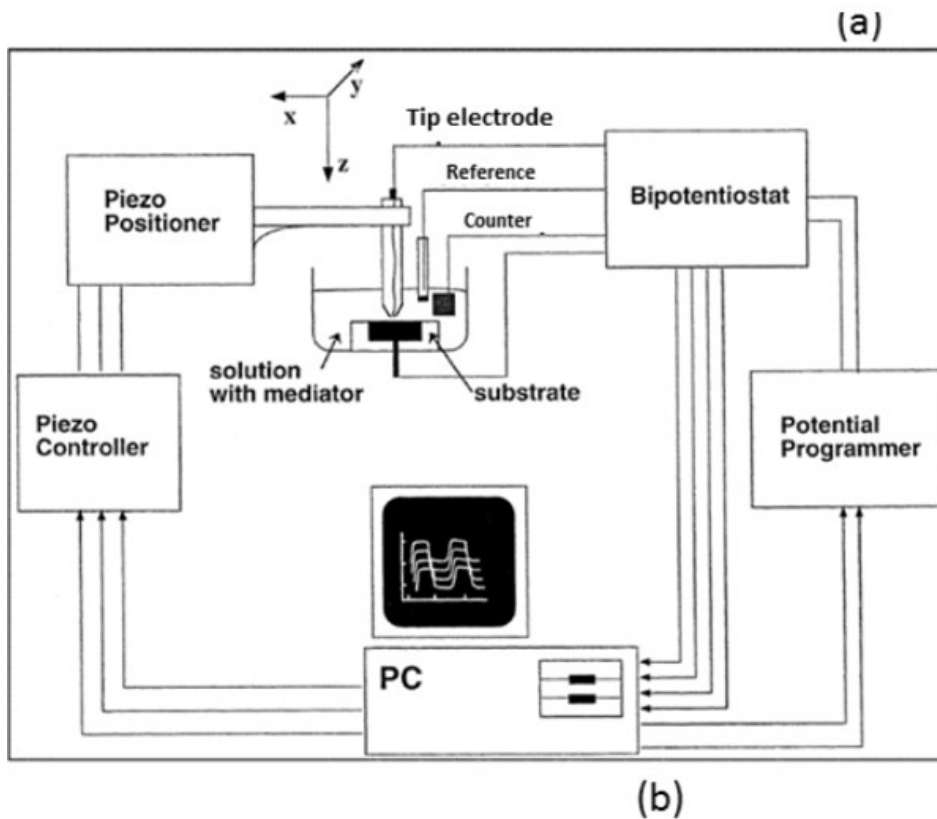 (a)
y
x
z
Tip electrode
Reference
Counter
Piezo
Positioner
Bipotentiostat
solution
with mediator
substrate
Piezo
Controller
Potential
Programmer
PC
(b)